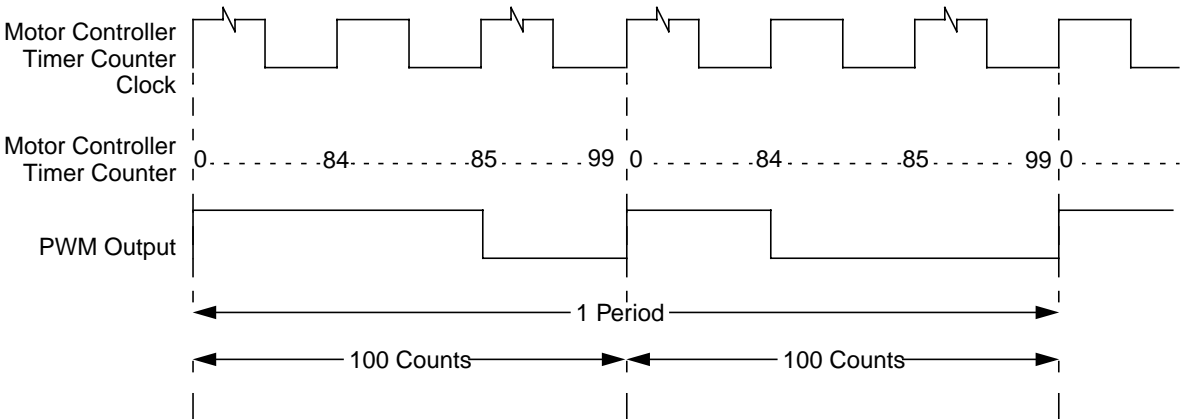 Motor Controller
Timer Counter
Clock
Motor Controller
Timer Counter
0 84 85 99 0 84 85 99 0
PWM Output
1 Period
100 Counts 100 Counts